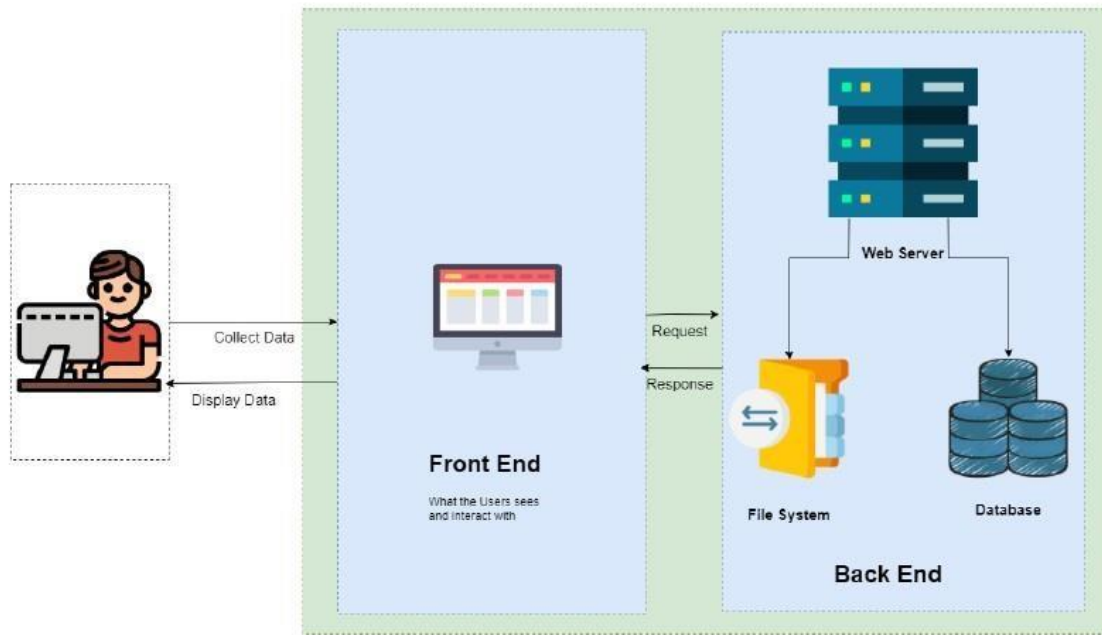 Collect Data
Display Data
Front End
What the Users sees
and interact with
Request
Response
Web Server
File System
Database
Back End